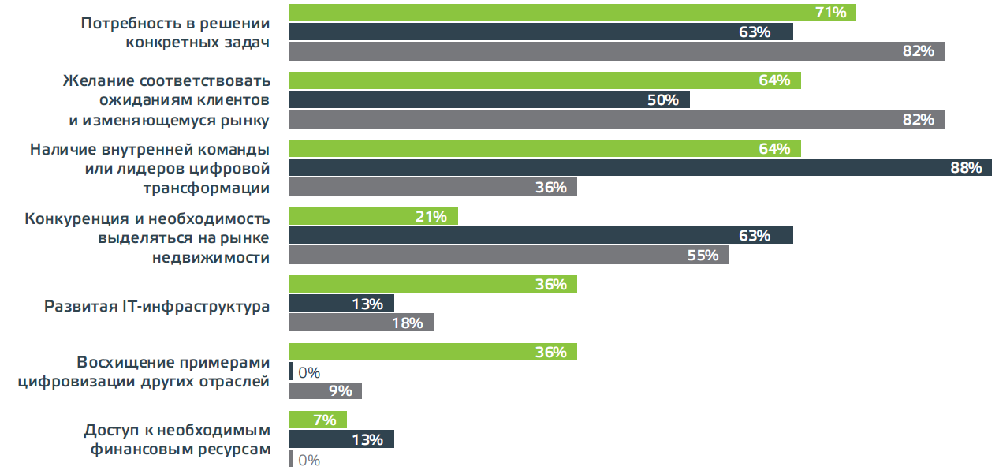 Потребность в решении
конкретных задач
71%
63%
82%
Желание соответствовать
ожиданиям клиентов
и изменяющемуся рынку
64%
50%
82%
Наличие внутренней команды
или лидеров цифровой
трансформации
64%
88%
36%
Конкуренция и необходимость
выделяться на рынке
недвижимости
21%
63%
55%
Развитая IT-инфраструктура
36%
13%
18%
Восхищение примерами
цифровизации других отраслей
36%
0%
9%
Доступ к необходимым
финансовым ресурсам
7%
13%
0%